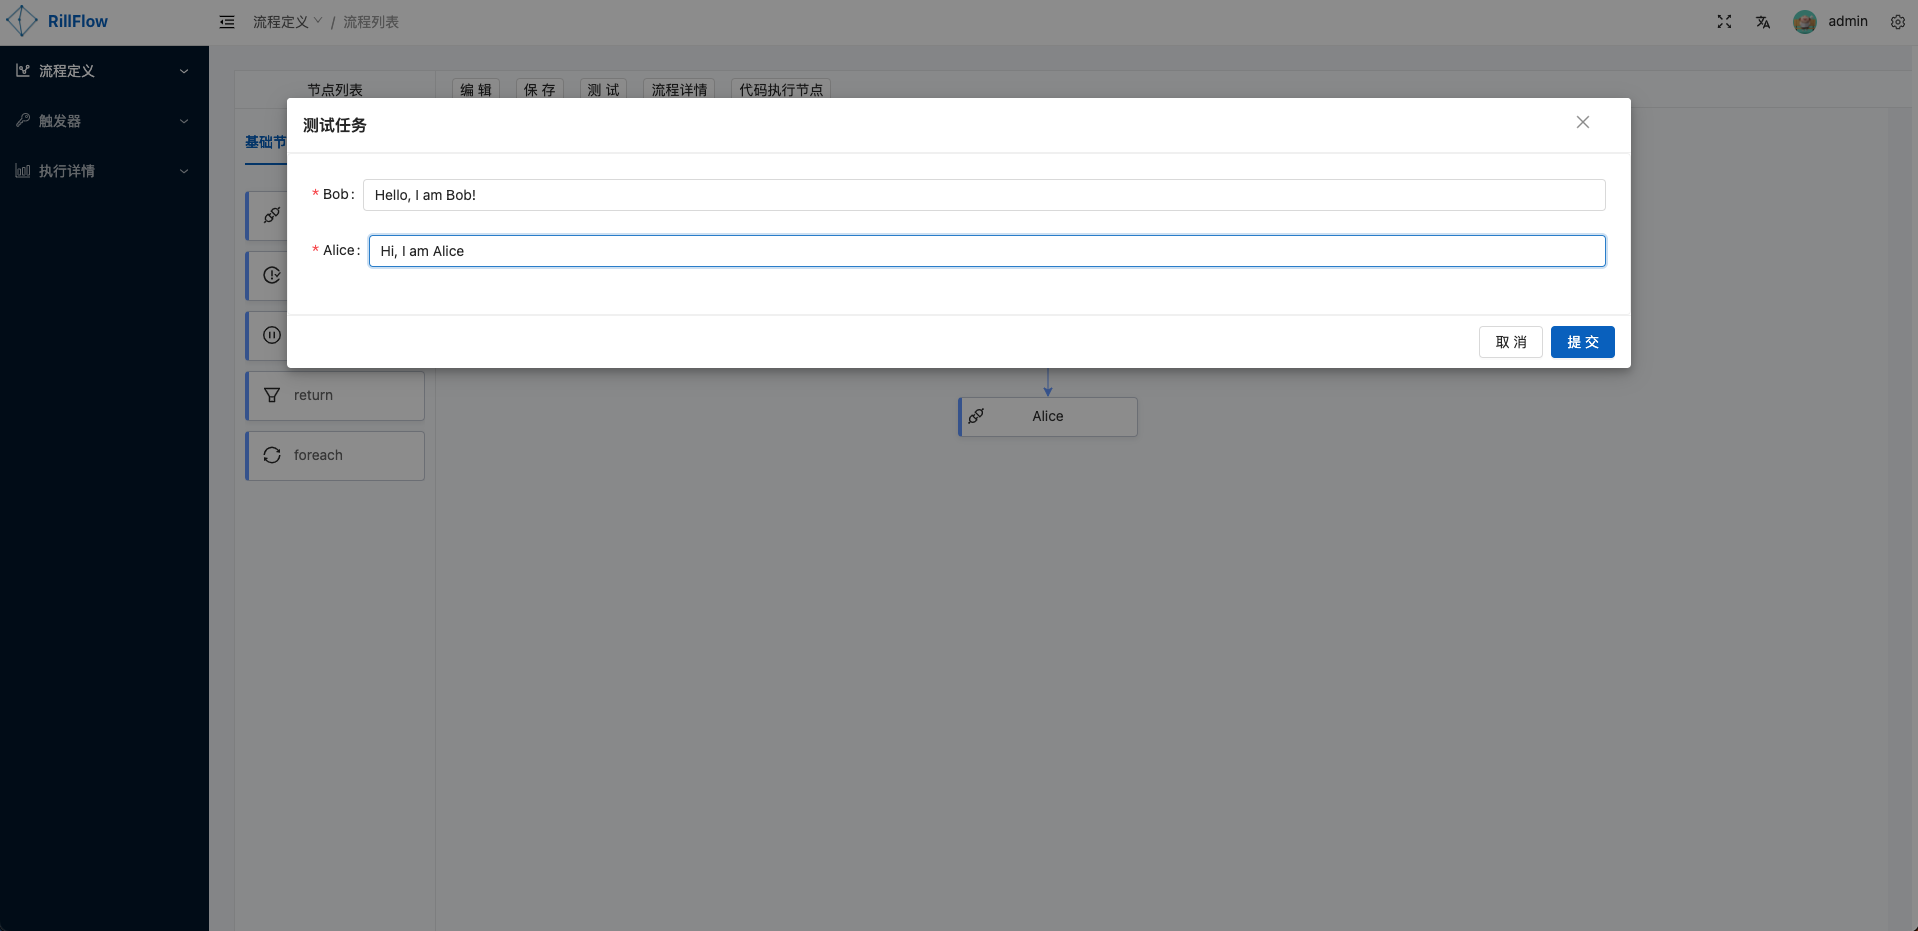 RillFlow
流程定义 / 流程列表
admin
流程定义
触发器
执行详情
节点列表
编 辑 保 存 测 试 流程详情 代码执行节点
基础节
测试任务
* Bob: Hello, I am Bob!
* Alice: Hi, I am Alice
取 消 提 交
return
foreach
Alice